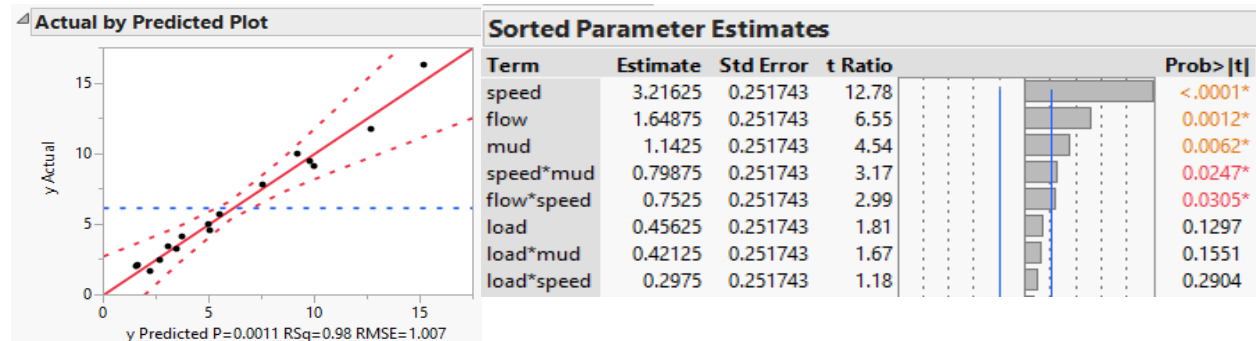 Actual by Predicted Plot
15
10
5
0
y Actual
0 5 10 15
y Predicted P=0.0011 RSq=0.98 RMSE=1.007
Sorted Parameter Estimates
Term Estimate Std Error t Ratio Prob>|t|
speed 3.21625 0.251743 12.78 <.0001*
flow 1.64875 0.251743 6.55 0.0012*
mud 1.1425 0.251743 4.54 0.0062*
speed*mud 0.79875 0.251743 3.17 0.0247*
flow*speed 0.7525 0.251743 2.99 0.0305*
load 0.45625 0.251743 1.81 0.1297
load*mud 0.42125 0.251743 1.67 0.1551
load*speed 0.2975 0.251743 1.18 0.2904